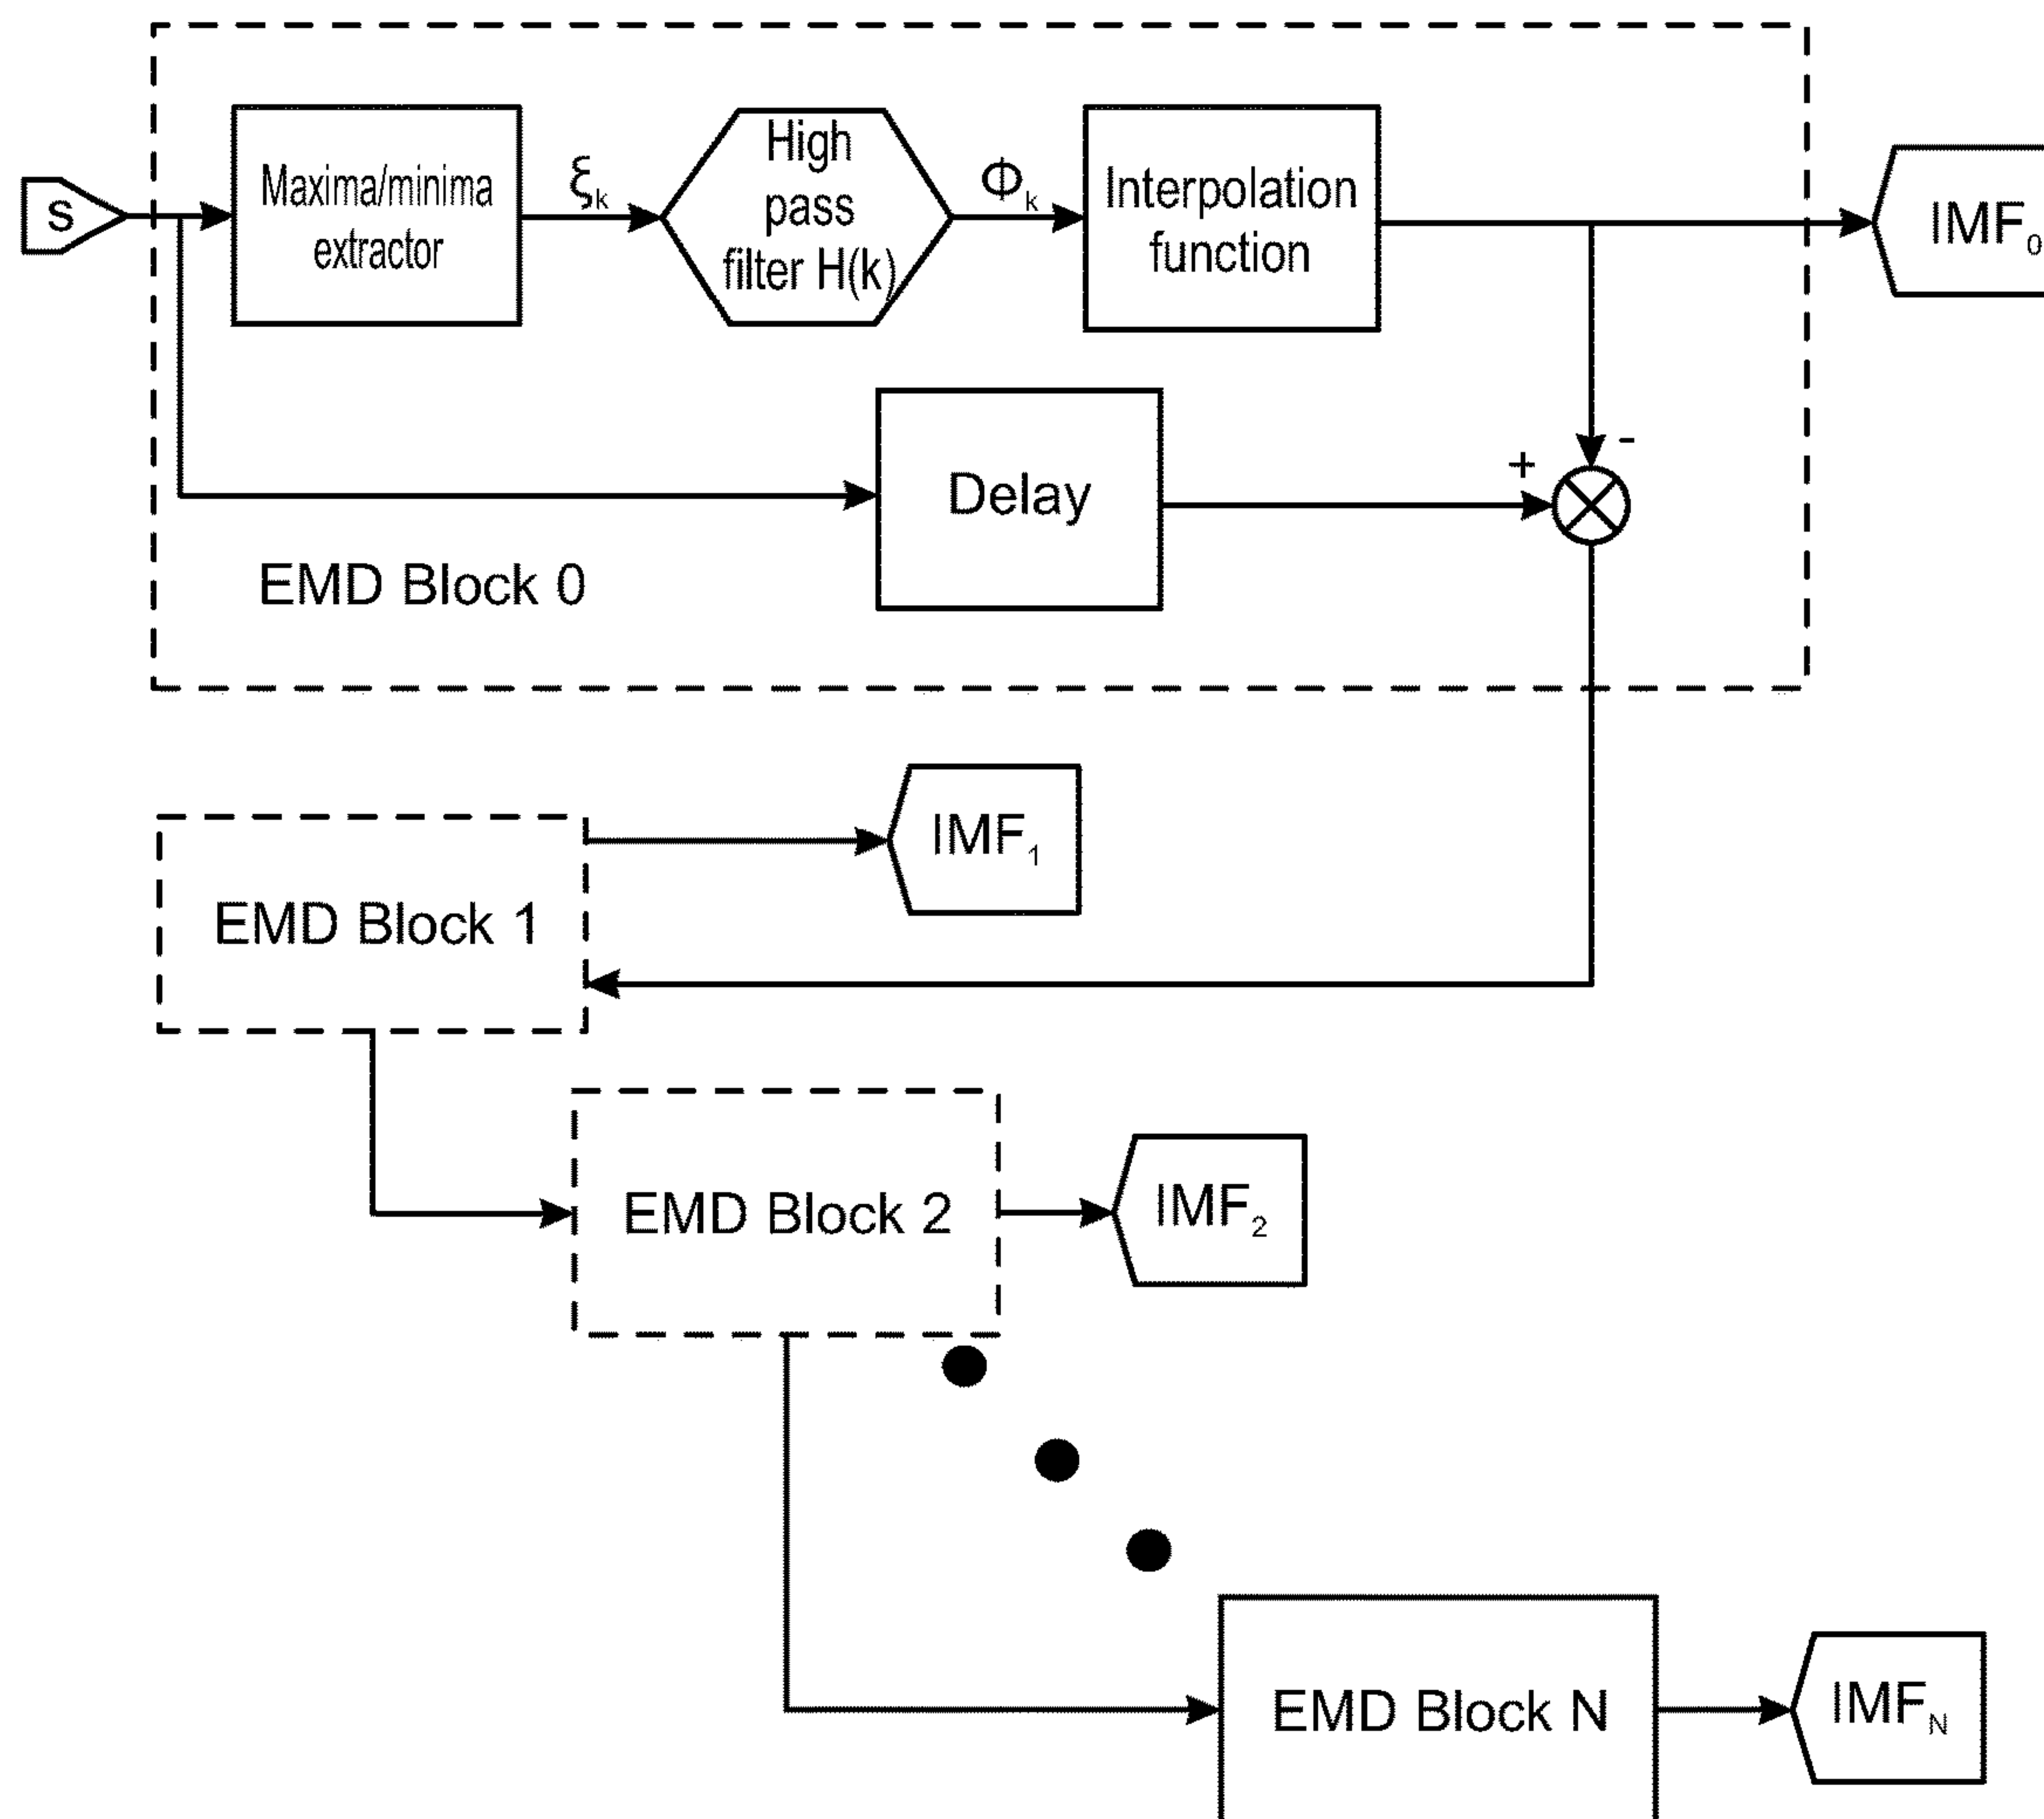 s
Maxima/minima
extractor
ξk
High
pass
filter H(k)
Φk
Interpolation
function
IMF0
Delay
+
-
EMD Block 0
IMF1
EMD Block 1
EMD Block 2
IMF2
EMD Block N
IMFN